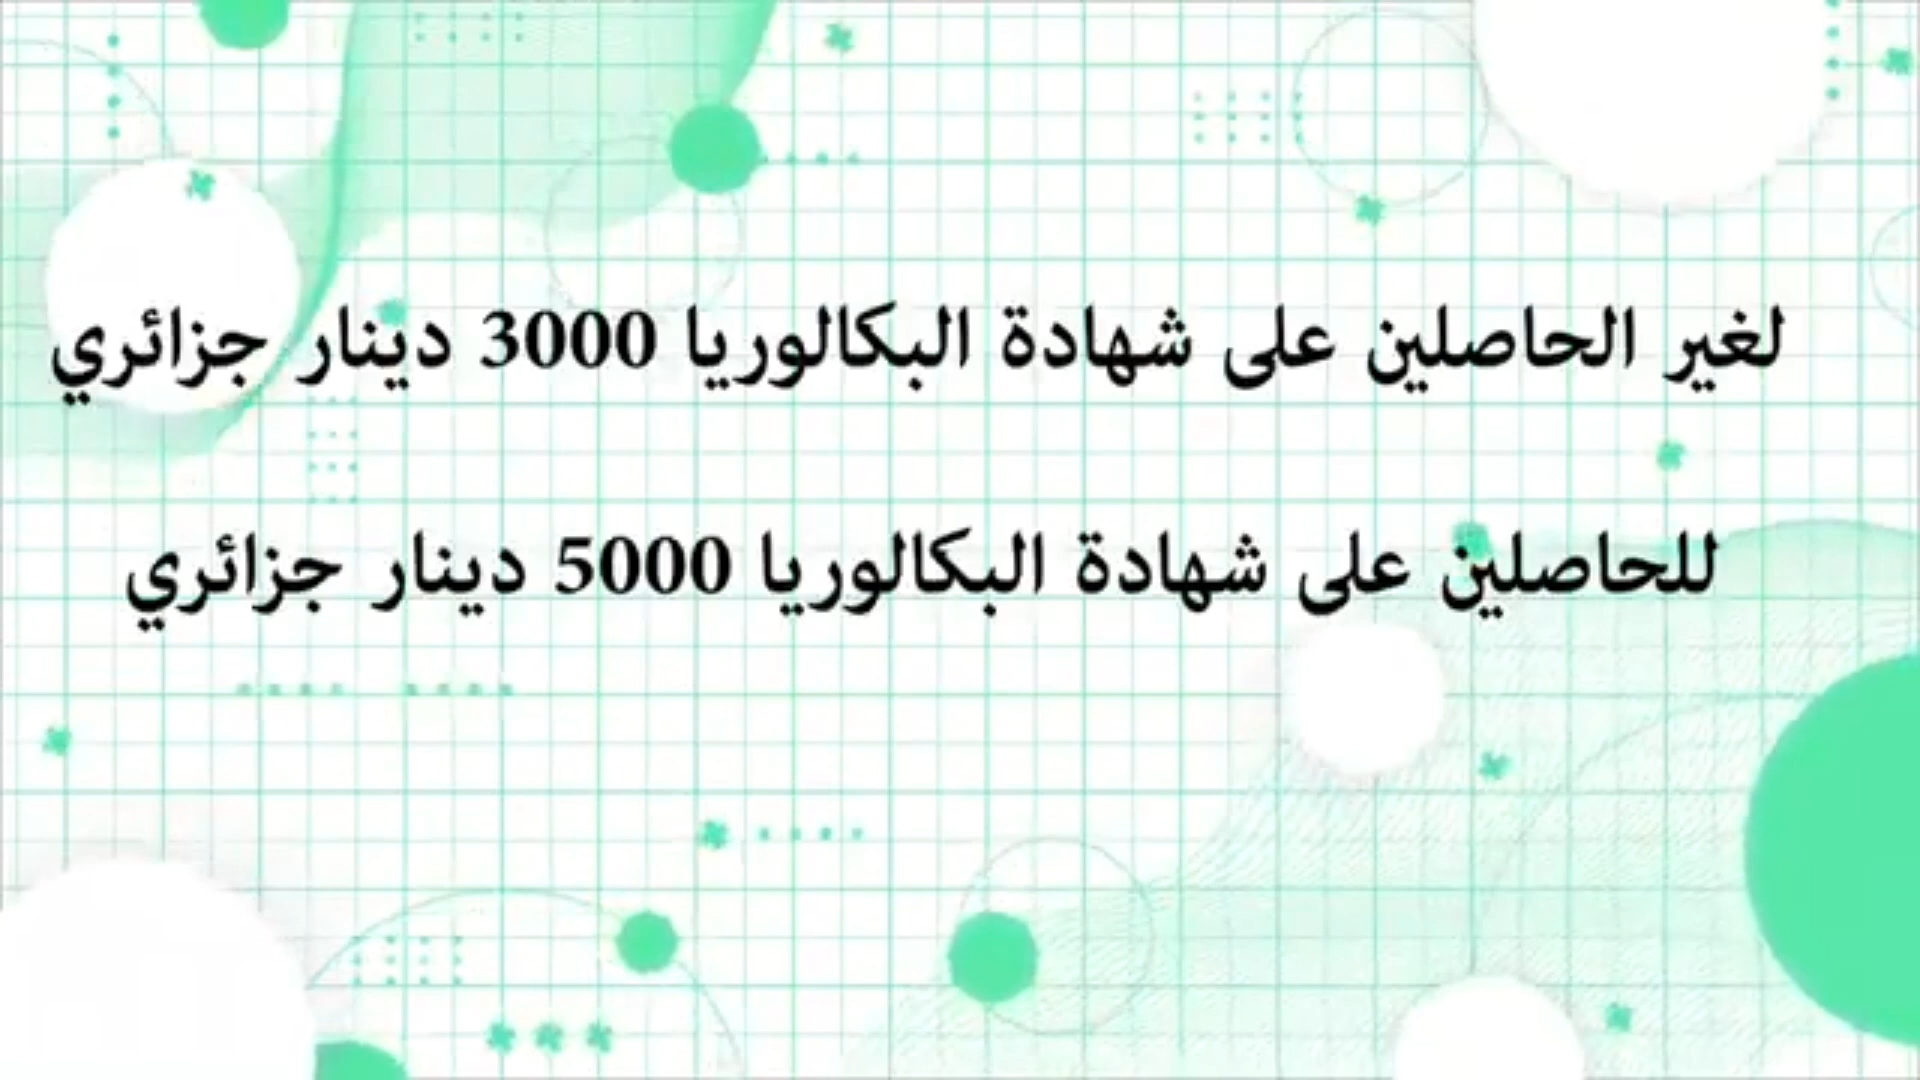 لغير الحاصلين على شهادة البكالوريا 3000 دينار جزائري
للحاصلين على شهادة البكالوريا 5000 دينار جزائري